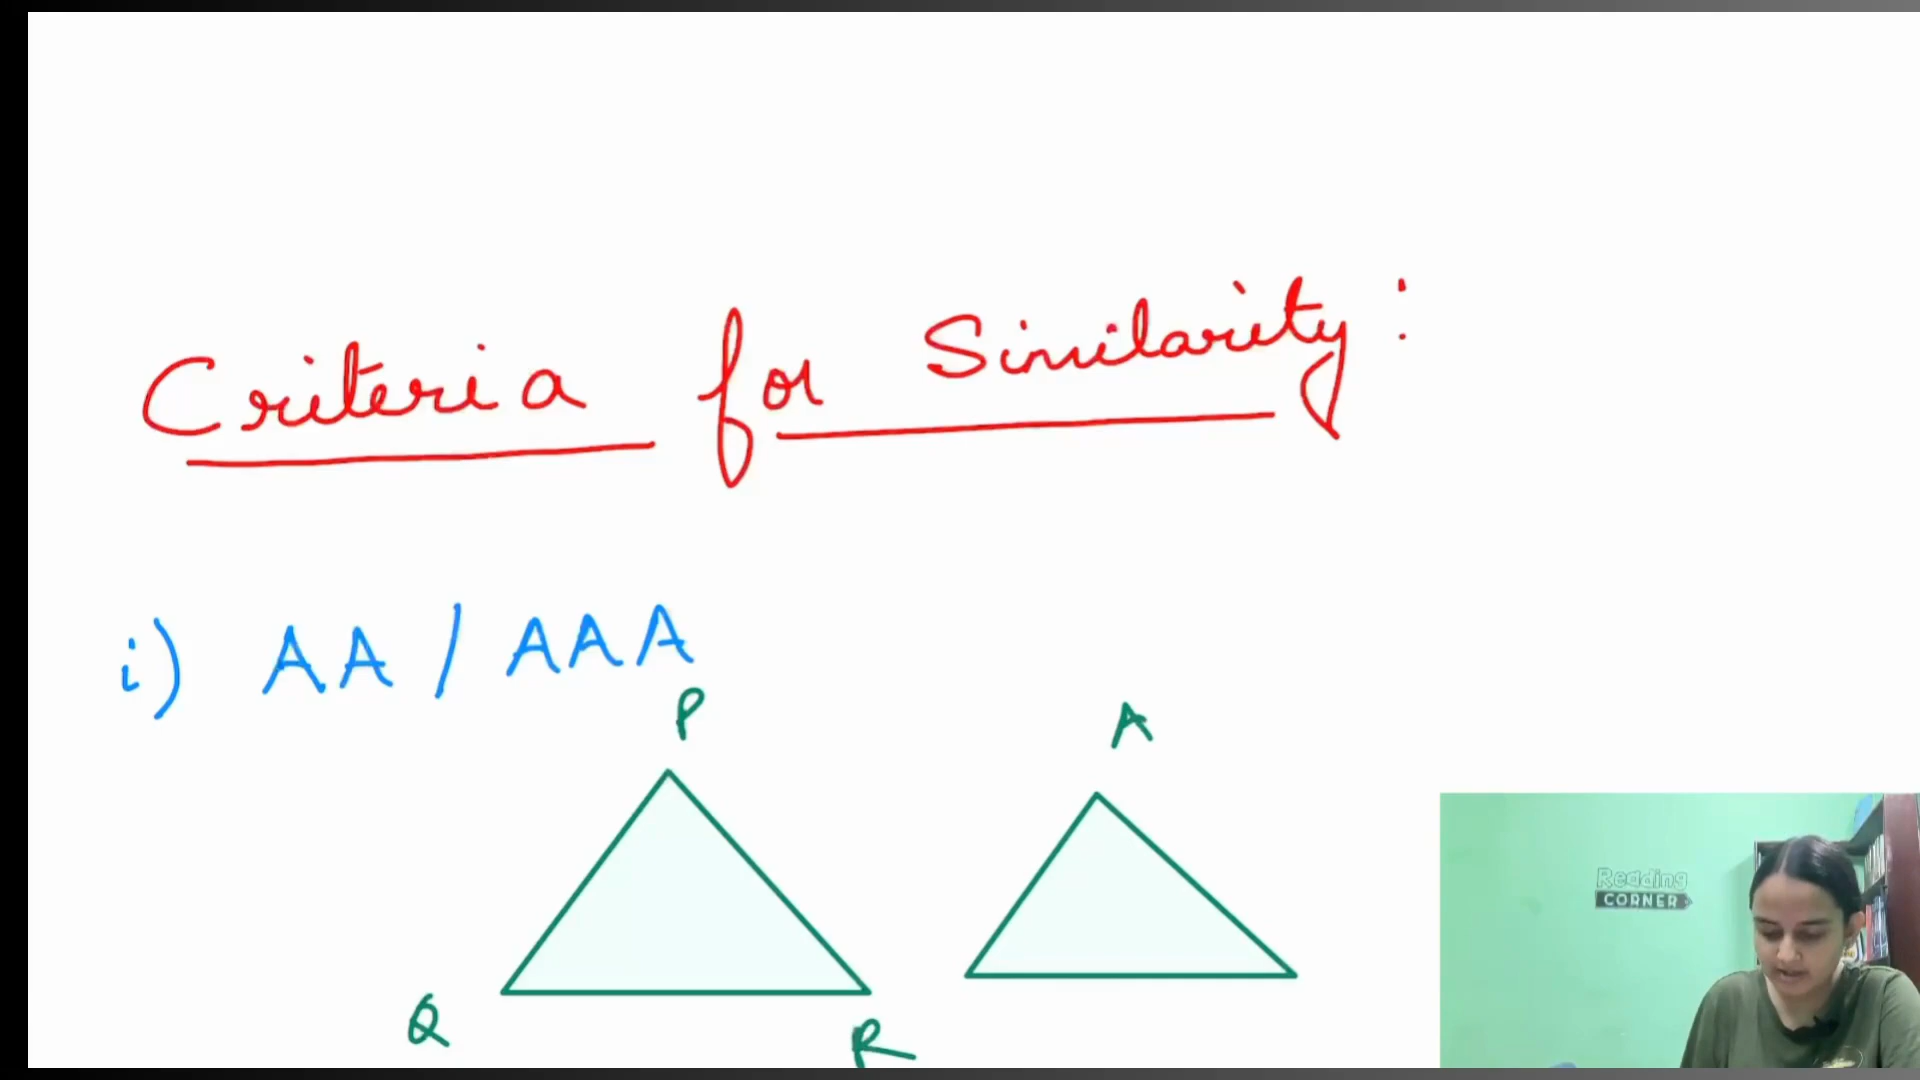 Criteria for Similarity:
i) AA / AAA
P
A
Q
R
Reading
CORNER